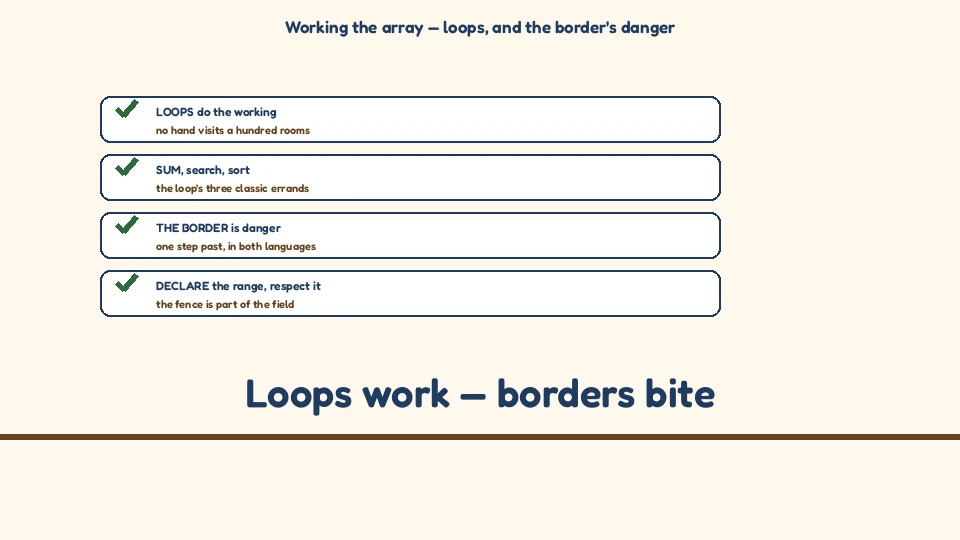 Working the array — loops, and the border's danger
LOOPS do the working
no hand visits a hundred rooms
SUM, search, sort
the loop's three classic errands
THE BORDER is danger
one step past, in both languages
DECLARE the range, respect it
the fence is part of the field
Loops work — borders bite